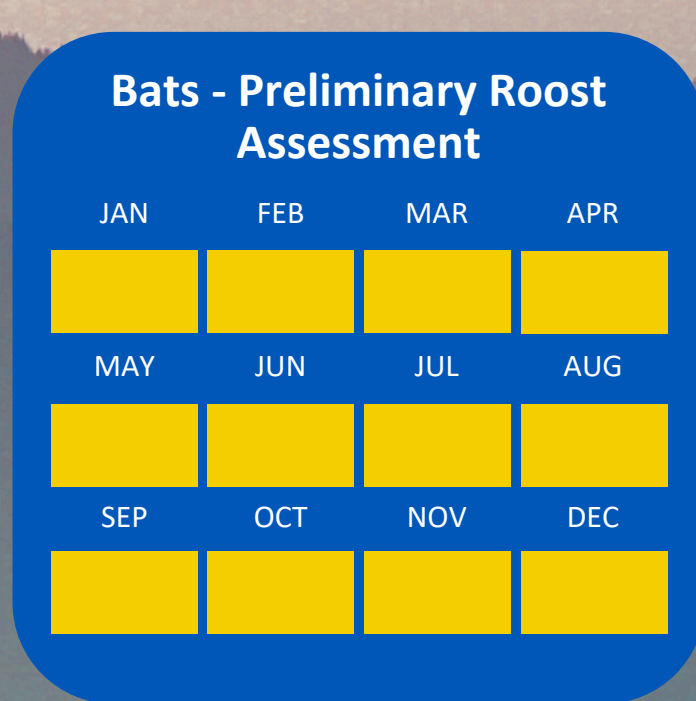 Bats - Preliminary Roost
Assessment
JAN FEB MAR APR
MAY JUN JUL AUG
SEP OCT NOV DEC